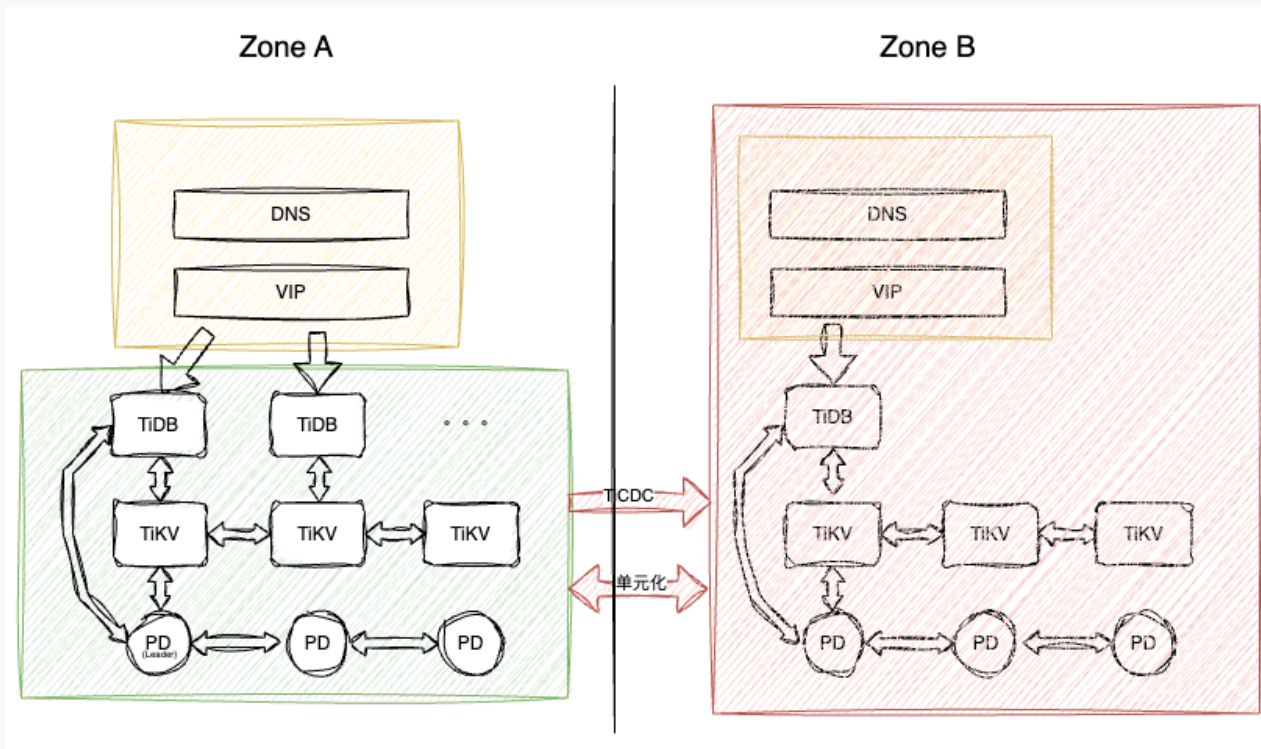 Zone A
DNS
VIP
TiDB
TiDB
. . .
TiKV
TiKV
TiKV
PD
(Leader)
PD
PD
TiCDC
单元化
Zone B
DNS
VIP
TiDB
TiKV
TiKV
TiKV
PD
PD
PD